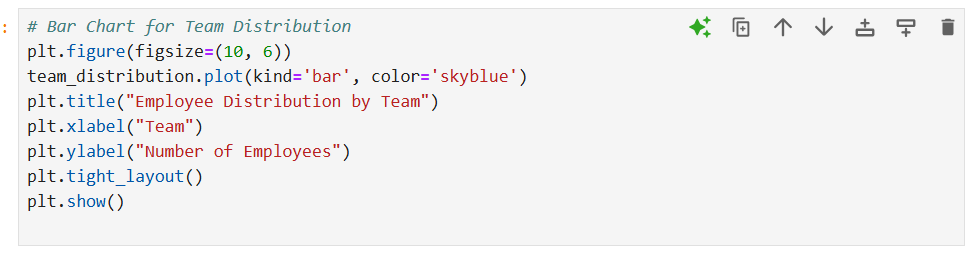 # Bar Chart for Team Distribution
plt.figure(figsize=(10, 6))
team_distribution.plot(kind='bar', color='skyblue')
plt.title("Employee Distribution by Team")
plt.xlabel("Team")
plt.ylabel("Number of Employees")
plt.tight_layout()
plt.show()